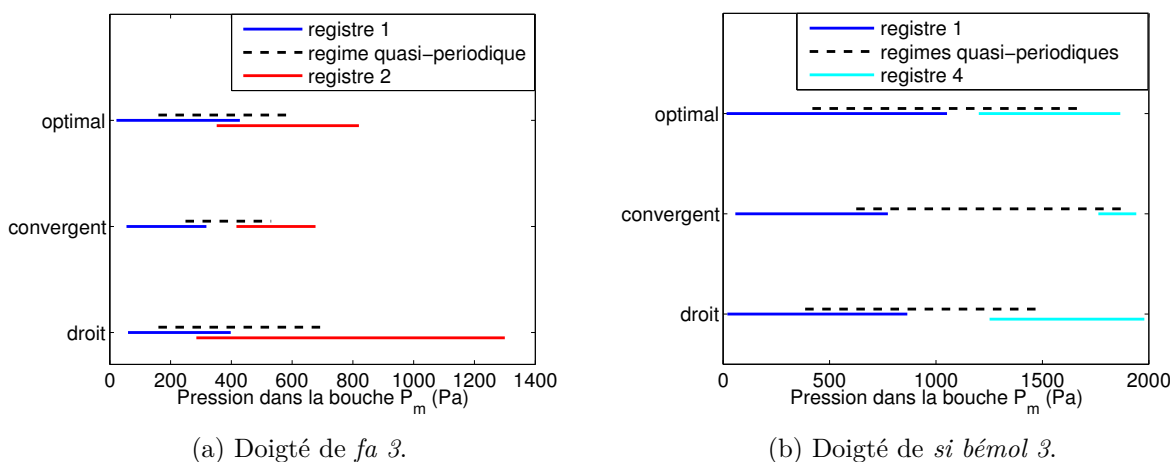 registre 1
regime quasi-periodique
registre 2
optimal
convergent
droit
0 200 400 600 800 1000 1200 1400
Pression dans la bouche P_m (Pa)
(a) Doigté de fa 3.
registre 1
regimes quasi-periodiques
registre 4
optimal
convergent
droit
0 500 1000 1500 2000
Pression dans la bouche P_m (Pa)
(b) Doigté de si bémol 3.